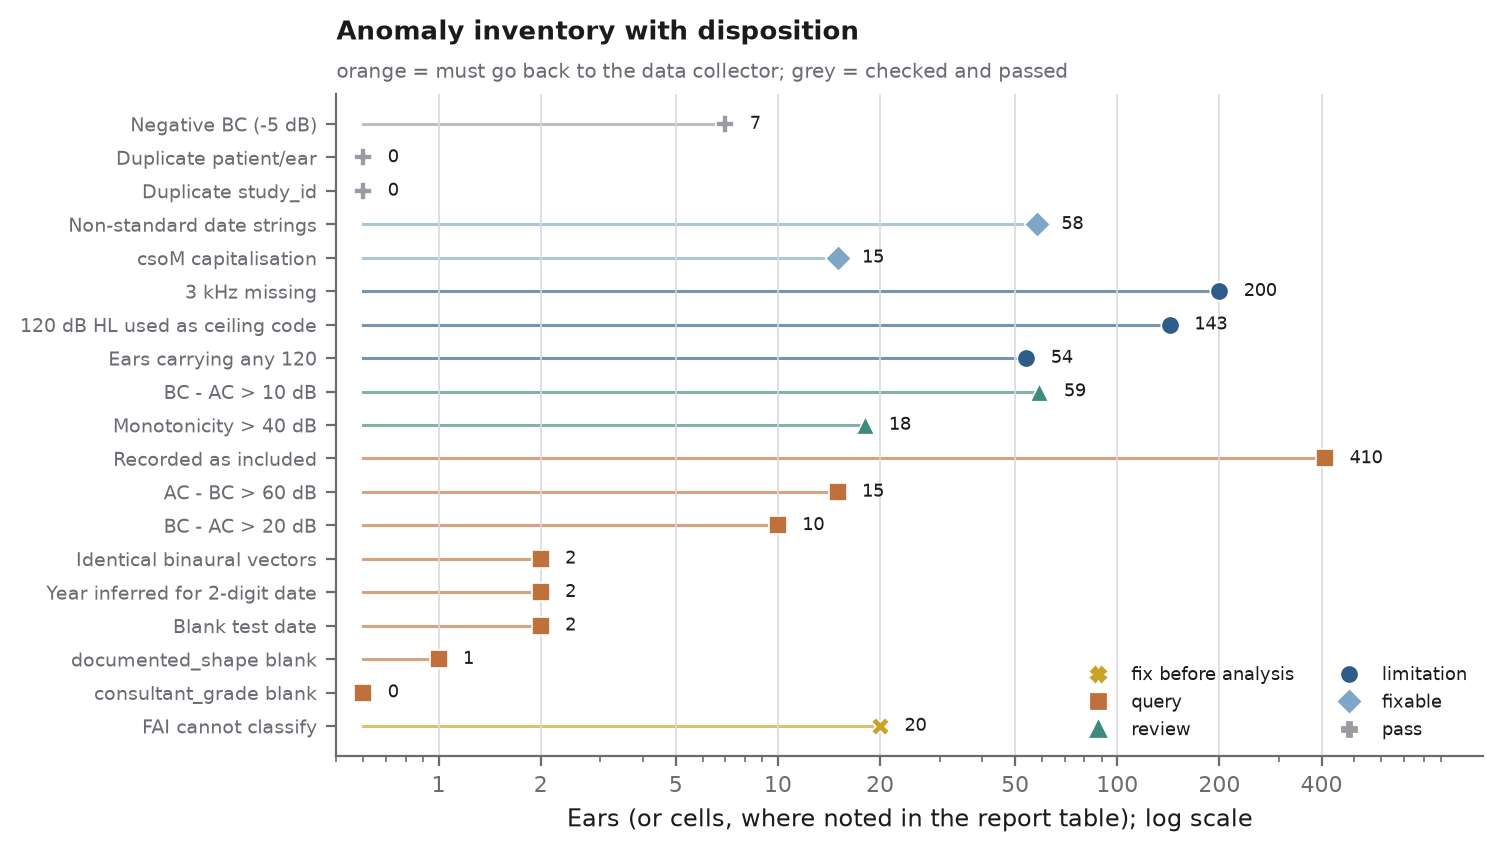 Anomaly inventory with disposition
orange = must go back to the data collector; grey = checked and passed
Negative BC (-5 dB) 7
Duplicate patient/ear 0
Duplicate study_id 0
Non-standard date strings 58
csoM capitalisation 15
3 kHz missing 200
120 dB HL used as ceiling code 143
Ears carrying any 120 54
BC - AC > 10 dB 59
Monotonicity > 40 dB 18
Recorded as included 410
AC - BC > 60 dB 15
BC - AC > 20 dB 10
Identical binaural vectors 2
Year inferred for 2-digit date 2
Blank test date 2
documented_shape blank 1
consultant_grade blank 0
FAI cannot classify 20
fix before analysis limitation
query fixable
review pass
1 2 5 10 20 50 100 200 400
Ears (or cells, where noted in the report table); log scale